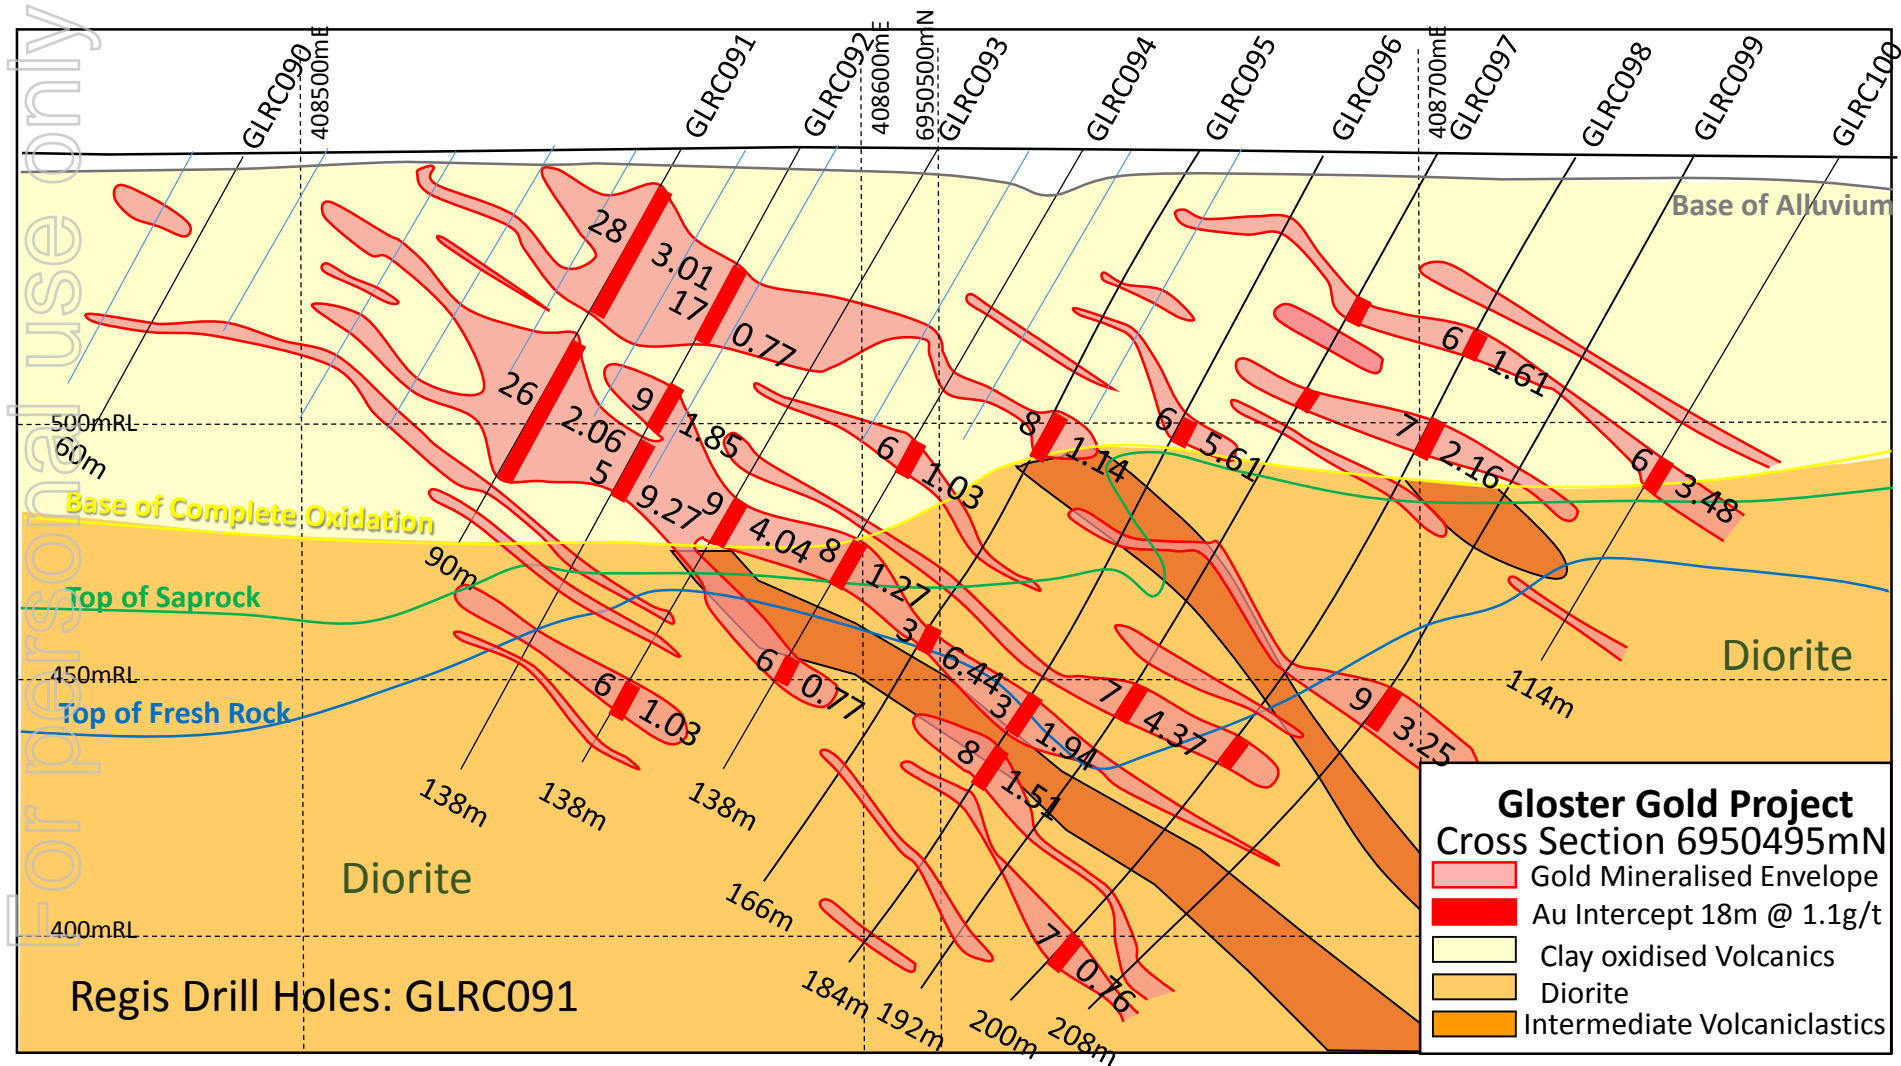 For personal use only
GLRC090
408500mE
GLRC091
GLRC092
408600mE
6950500mN
GLRC093
GLRC094
GLRC095
GLRC096
408700mE
GLRC097
GLRC098
GLRC099
GLRC100
Base of Alluvium
28
3.01
17
0.77
6
1.61
26
2.06
9
1.85
5
9.27
9
4.04
8
1.27
6
1.03
8
1.14
6
5.61
7
2.16
6
3.48
500mRL
60m
Base of Complete Oxidation
90m
Top of Saprock
450mRL
Top of Fresh Rock
6
1.03
6
0.77
3
6.44
3
1.94
7
4.37
9
3.25
8
1.51
7
0.76
Diorite
114m
138m
138m
138m
166m
184m
192m
200m
208m
Diorite
400mRL
Regis Drill Holes: GLRC091
Gloster Gold Project
Cross Section 6950495mN
Gold Mineralised Envelope
Au Intercept 18m @ 1.1g/t
Clay oxidised Volcanics
Diorite
Intermediate Volcaniclastics